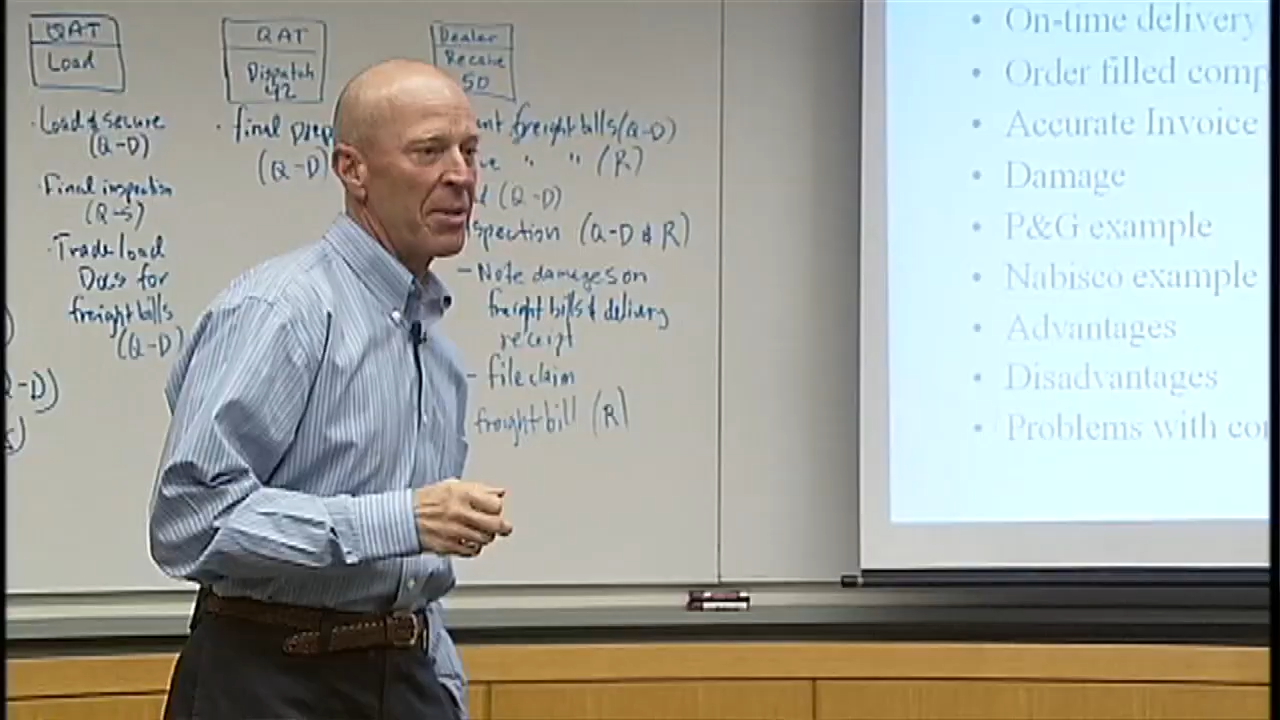 QAT
Load
· Load & secure
(Q-D)
· Final inspection
(Q-S)
· Trade load
Docs for
freight bills
(Q-D)
-D)
QAT
Dispatch
42
· final prep
(Q-D)
Dealer
Receive
50
freight bills (Q-D)
" " (R)
(Q-D)
spection (Q-D & R)
- Note damages on
freight bills & delivery
receipt
- file claim
freight bill (R)
• On-time delivery
• Order filled comp
• Accurate Invoice
• Damage
• P&G example
• Nabisco example
• Advantages
• Disadvantages
• Problems with co